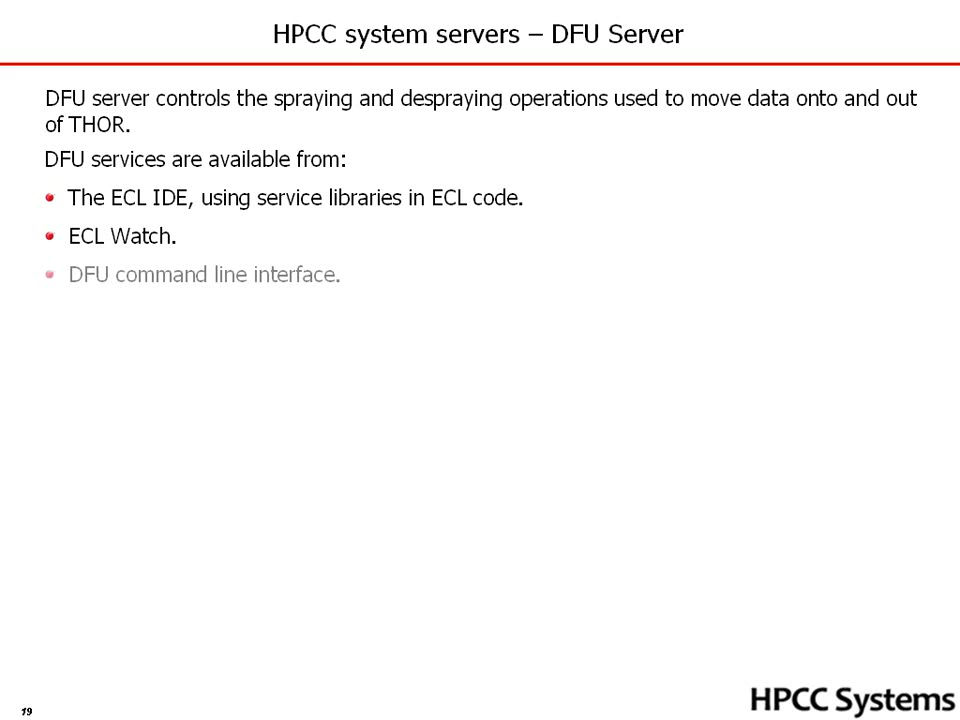 HPCC system servers – DFU Server
DFU server controls the spraying and despraying operations used to move data onto and out
of THOR.
DFU services are available from:
The ECL IDE, using service libraries in ECL code.
ECL Watch.
DFU command line interface.
19
HPCC Systems